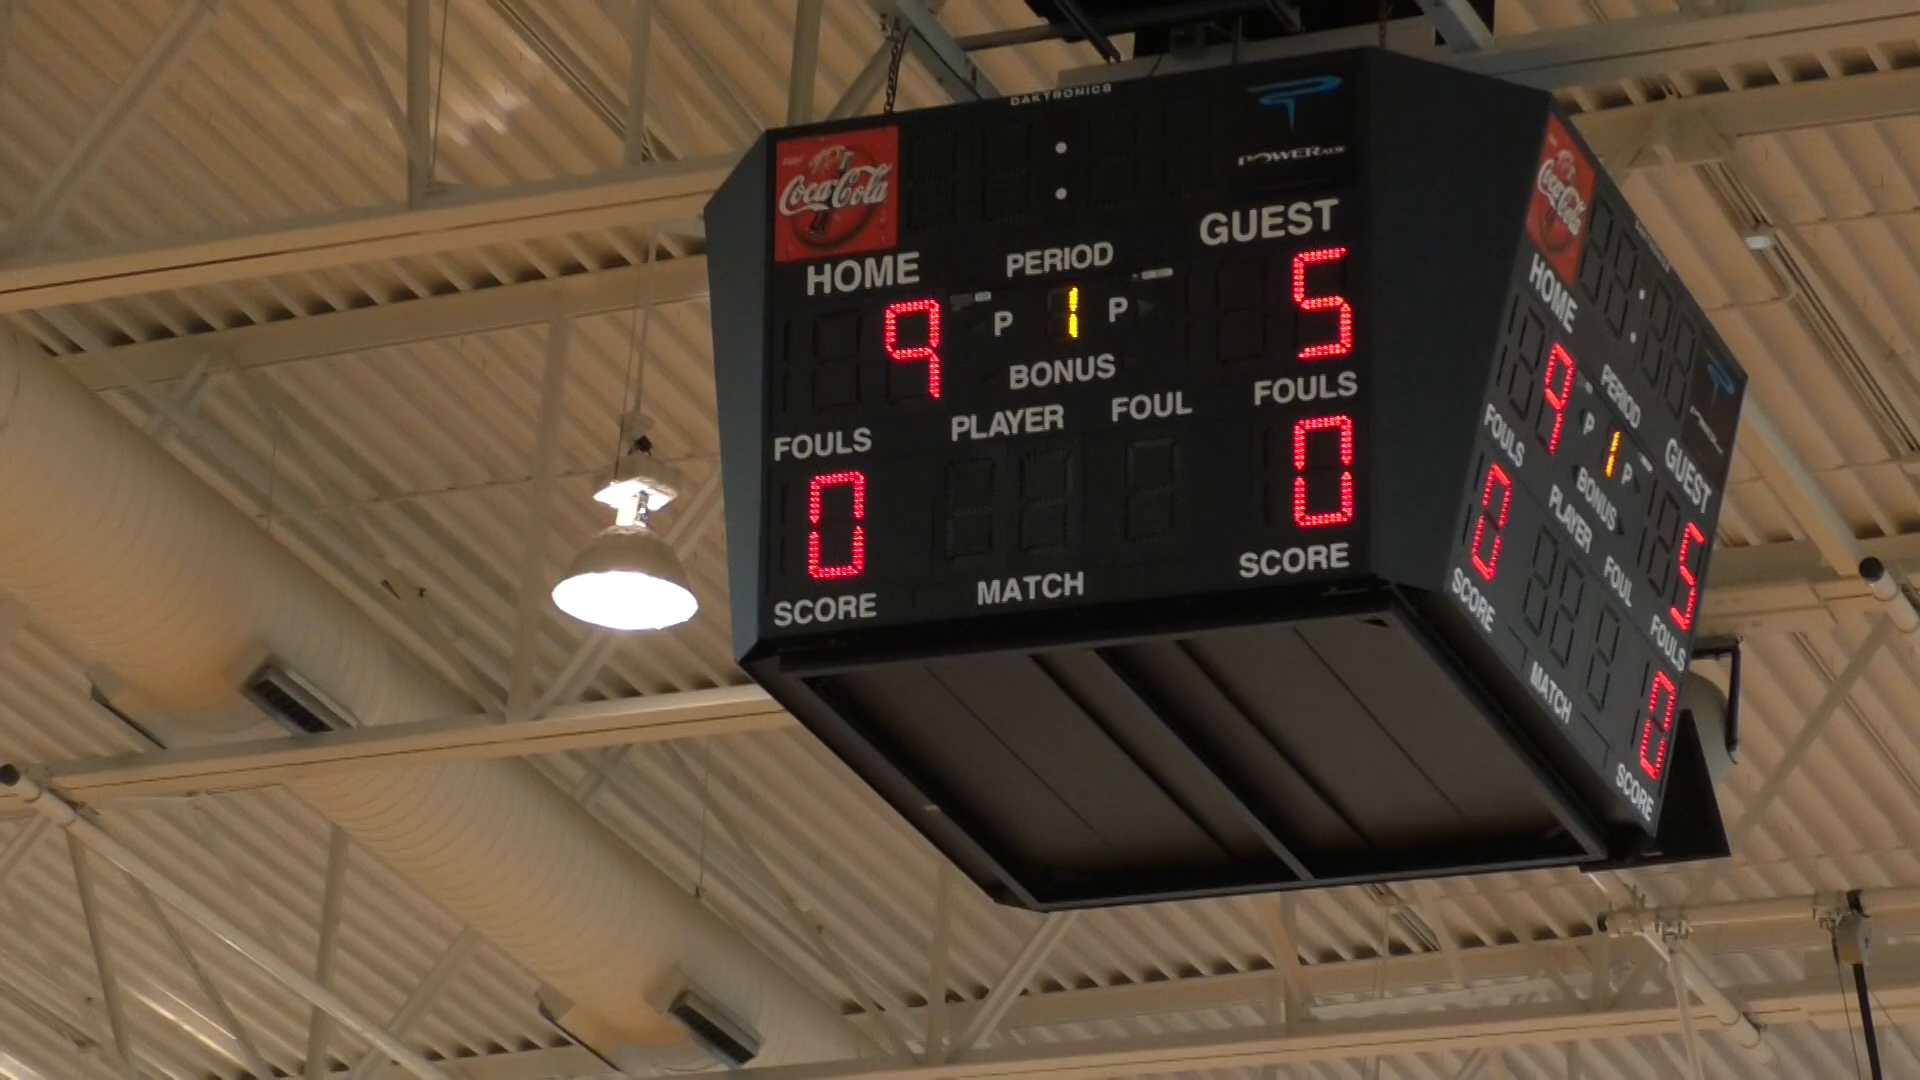 DAKTRONICS
Coca-Cola
:
POWERADE
HOME PERIOD GUEST
9 P 1 P 5
BONUS
FOULS PLAYER FOUL FOULS
0 0
SCORE MATCH SCORE
Coca-Cola
HOME PERIOD GUEST
9 P 1 P 5
BONUS
FOULS PLAYER FOUL FOULS
0 0
SCORE MATCH SCORE